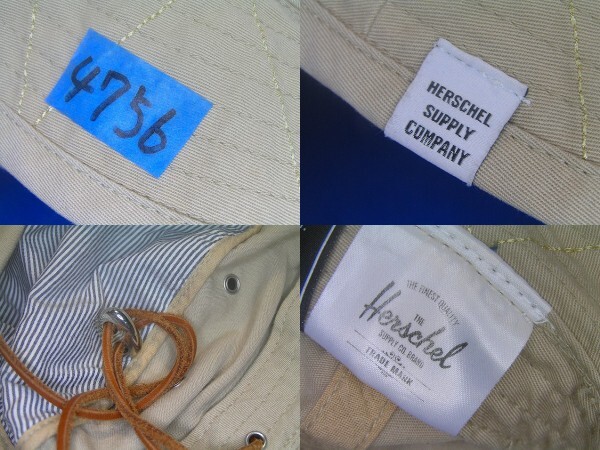 4756
HERSCHEL
SUPPLY
COMPANY
THE FINEST QUALITY
THE
Herschel
SUPPLY CO. BRAND
TRADE MARK